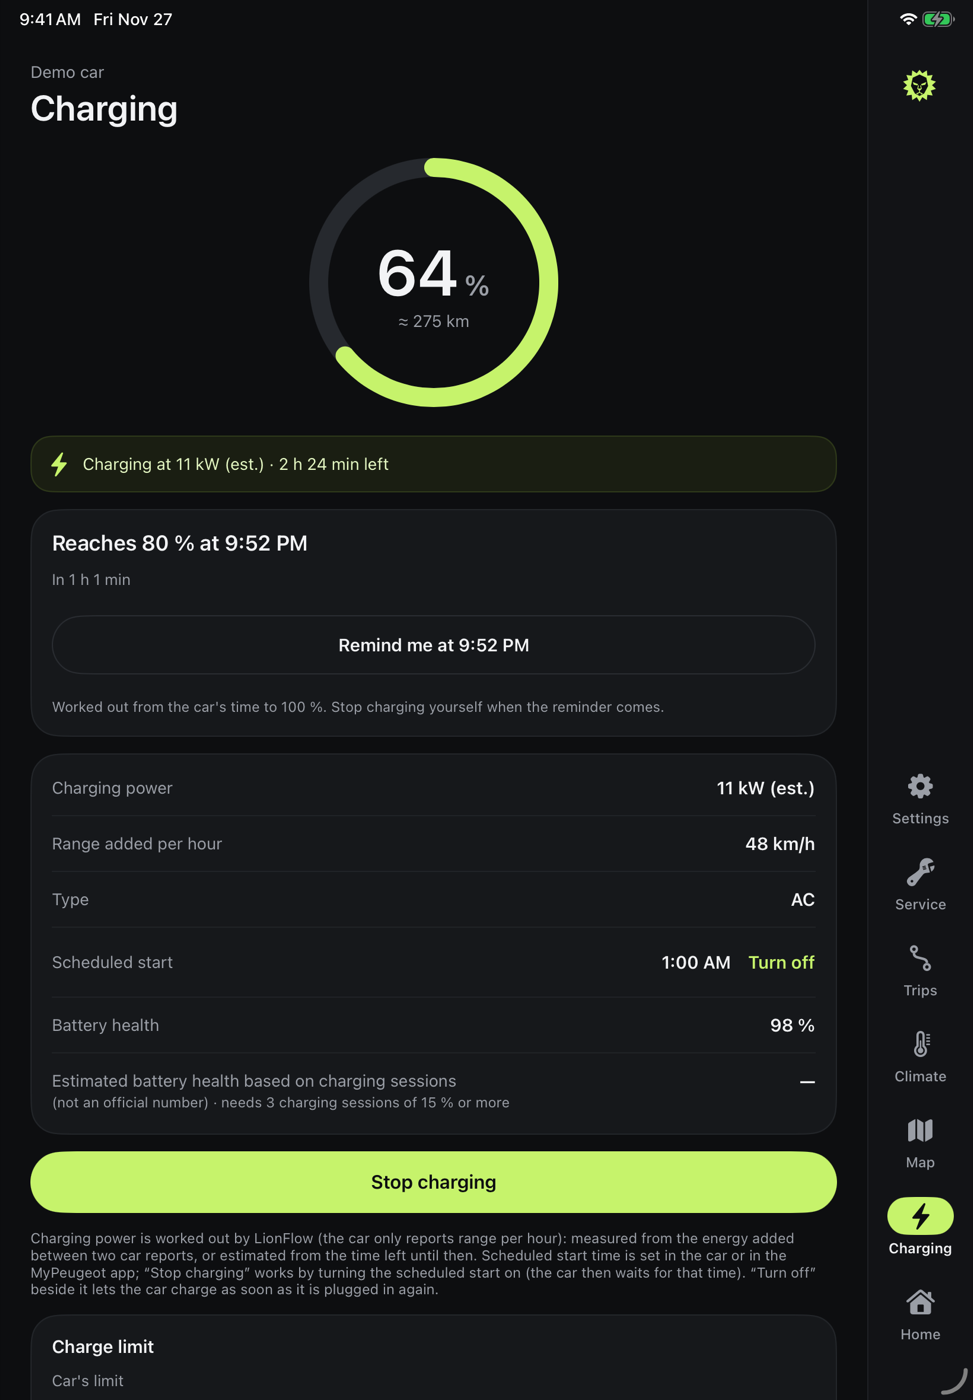 9:41 AM Fri Nov 27
Demo car
Charging
64 %
≈ 275 km
Charging at 11 kW (est.) · 2 h 24 min left
Reaches 80 % at 9:52 PM
In 1 h 1 min
Remind me at 9:52 PM
Worked out from the car's time to 100 %. Stop charging yourself when the reminder comes.
Charging power 11 kW (est.)
Range added per hour 48 km/h
Type AC
Scheduled start 1:00 AM Turn off
Battery health 98 %
Estimated battery health based on charging sessions —
(not an official number) · needs 3 charging sessions of 15 % or more
Stop charging
Charging power is worked out by LionFlow (the car only reports range per hour): measured from the energy added
between two car reports, or estimated from the time left until then. Scheduled start time is set in the car or in the
MyPeugeot app; “Stop charging” works by turning the scheduled start on (the car then waits for that time). “Turn off”
beside it lets the car charge as soon as it is plugged in again.
Charge limit
Car's limit
Settings
Service
Trips
Climate
Map
Charging
Home